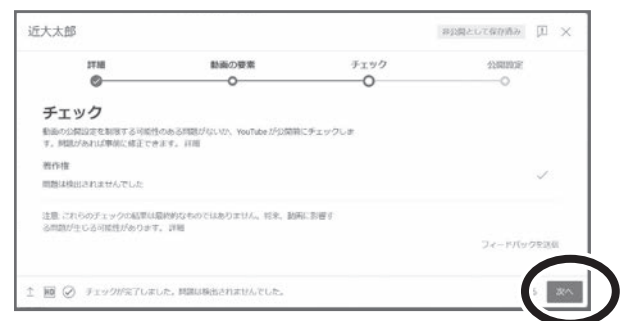 近大太郎
非公開として保存済み
詳細 動画の要素 チェック 公開設定
チェック
動画の公開設定を制限する可能性のある問題がないか、YouTube が公開前にチェックしま
す。問題があれば事前に修正できます。 詳細
著作権
問題は検出されませんでした
注意: これらのチェックの結果は最終的なものではありません。将来、動画に影響す
る問題が生じる可能性があります。 詳細
フィードバックを送信
HD チェックが完了しました。問題は検出されませんでした。
次へ